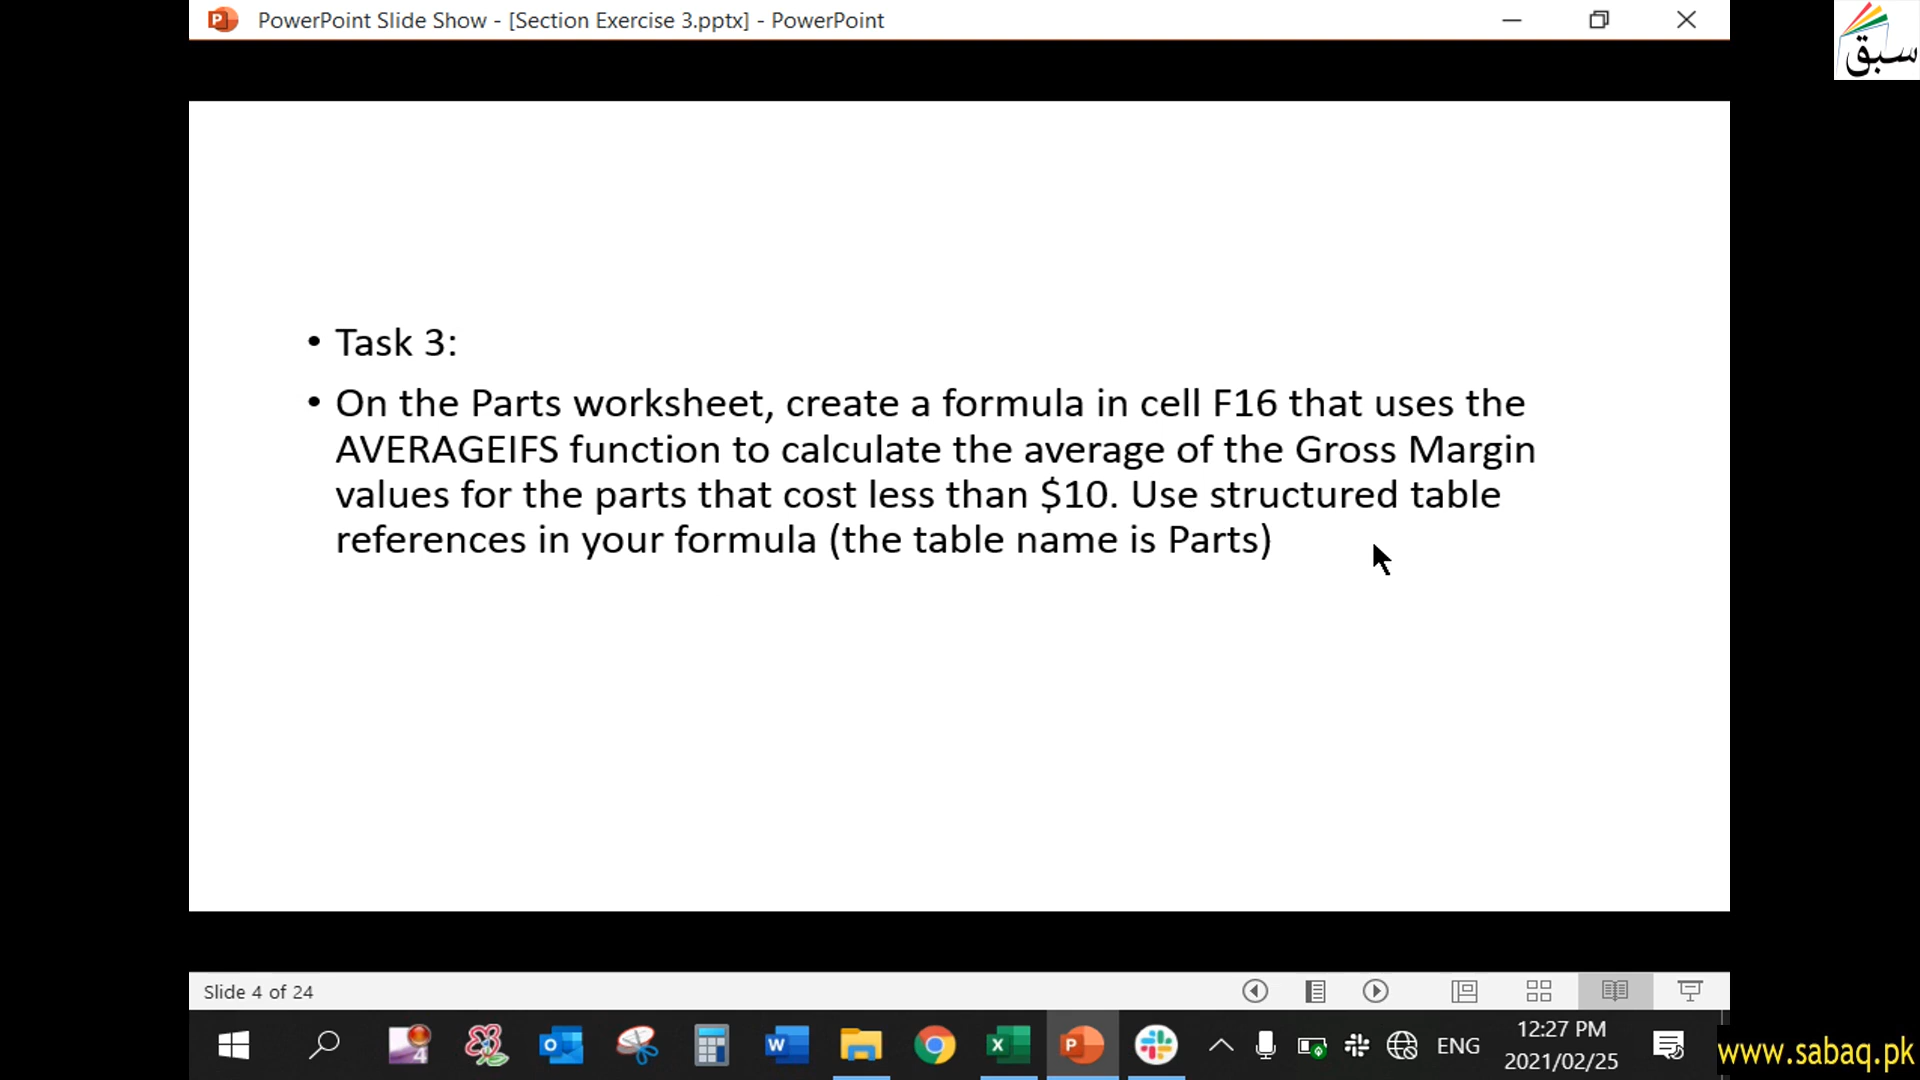 PowerPoint Slide Show - [Section Exercise 3.pptx] - PowerPoint
سبق
• Task 3:
• On the Parts worksheet, create a formula in cell F16 that uses the
AVERAGEIFS function to calculate the average of the Gross Margin
values for the parts that cost less than $10. Use structured table
references in your formula (the table name is Parts)
Slide 4 of 24
ENG
12:27 PM
2021/02/25
www.sabaq.pk